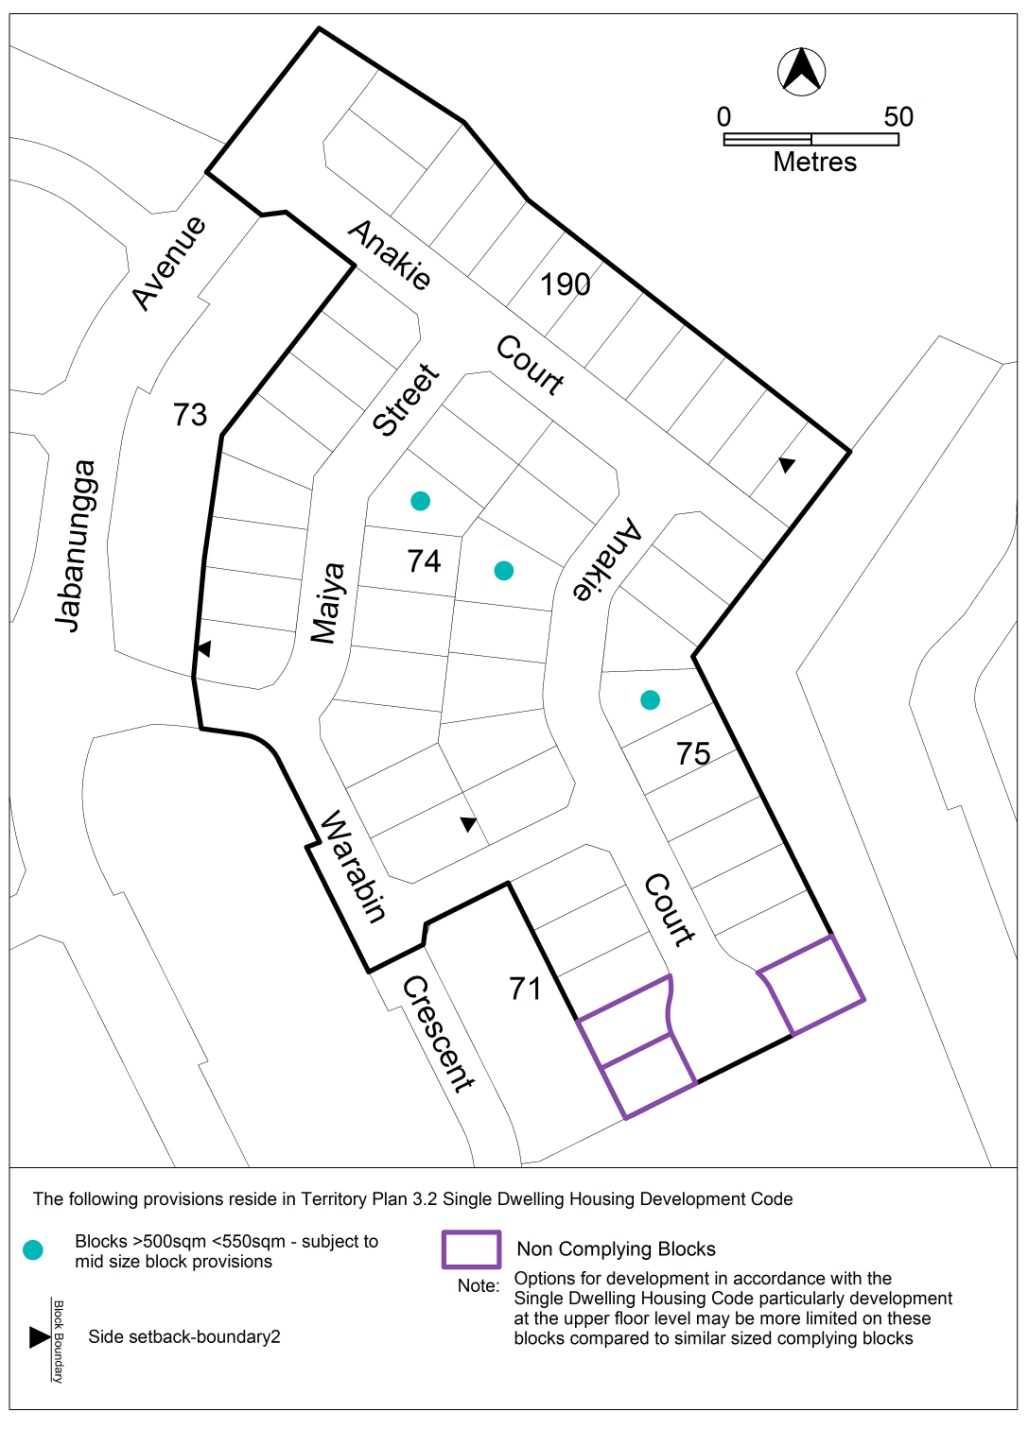 0 50
Metres
Avenue
Anakie
190
Court
Street
73
Jabanungga
74
Anakie
Maiya
75
Warabin
Court
71
Crescent
The following provisions reside in Territory Plan 3.2 Single Dwelling Housing Development Code
Blocks >500sqm <550sqm - subject to
mid size block provisions
Non Complying Blocks
Note: Options for development in accordance with the
Single Dwelling Housing Code particularly development
at the upper floor level may be more limited on these
blocks compared to similar sized complying blocks
Block Boundary
Side setback-boundary2